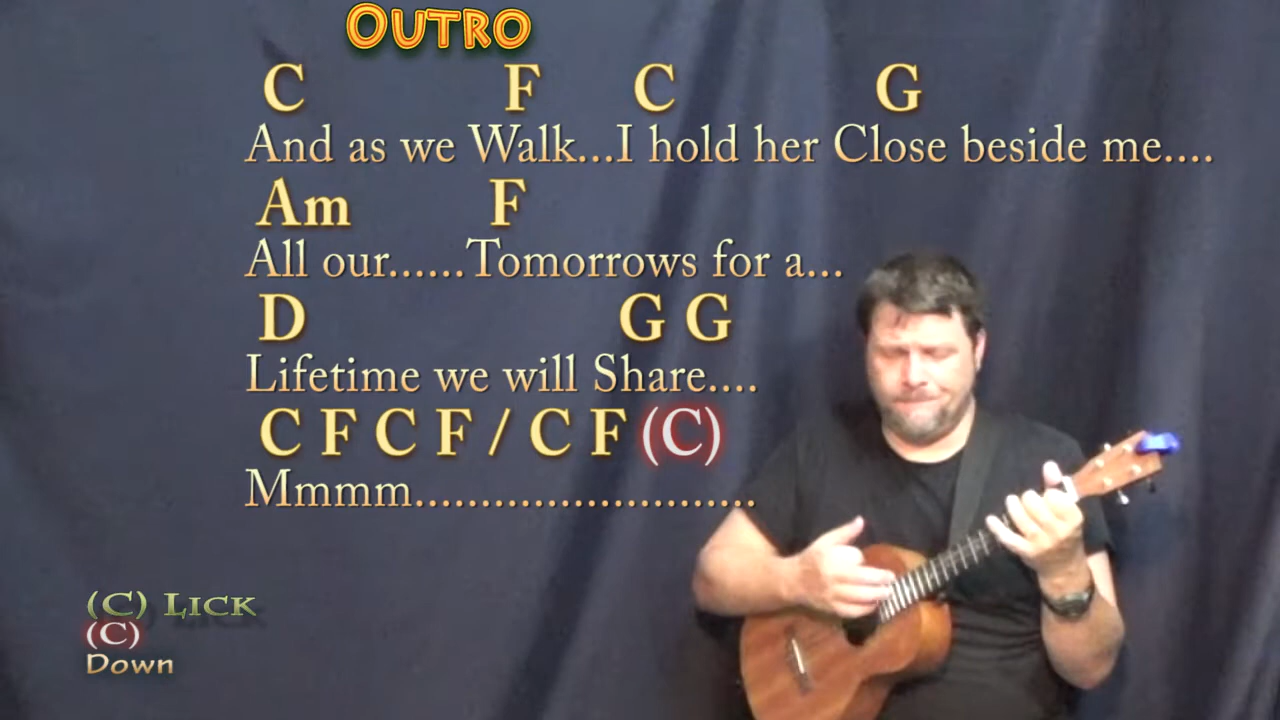 OUTRO
C F C G
And as we Walk...I hold her Close beside me....
Am F
All our......Tomorrows for a...
D G G
Lifetime we will Share....
C F C F / C F (C)
Mmmm..........................
(C) LICK
(C)
DOWN